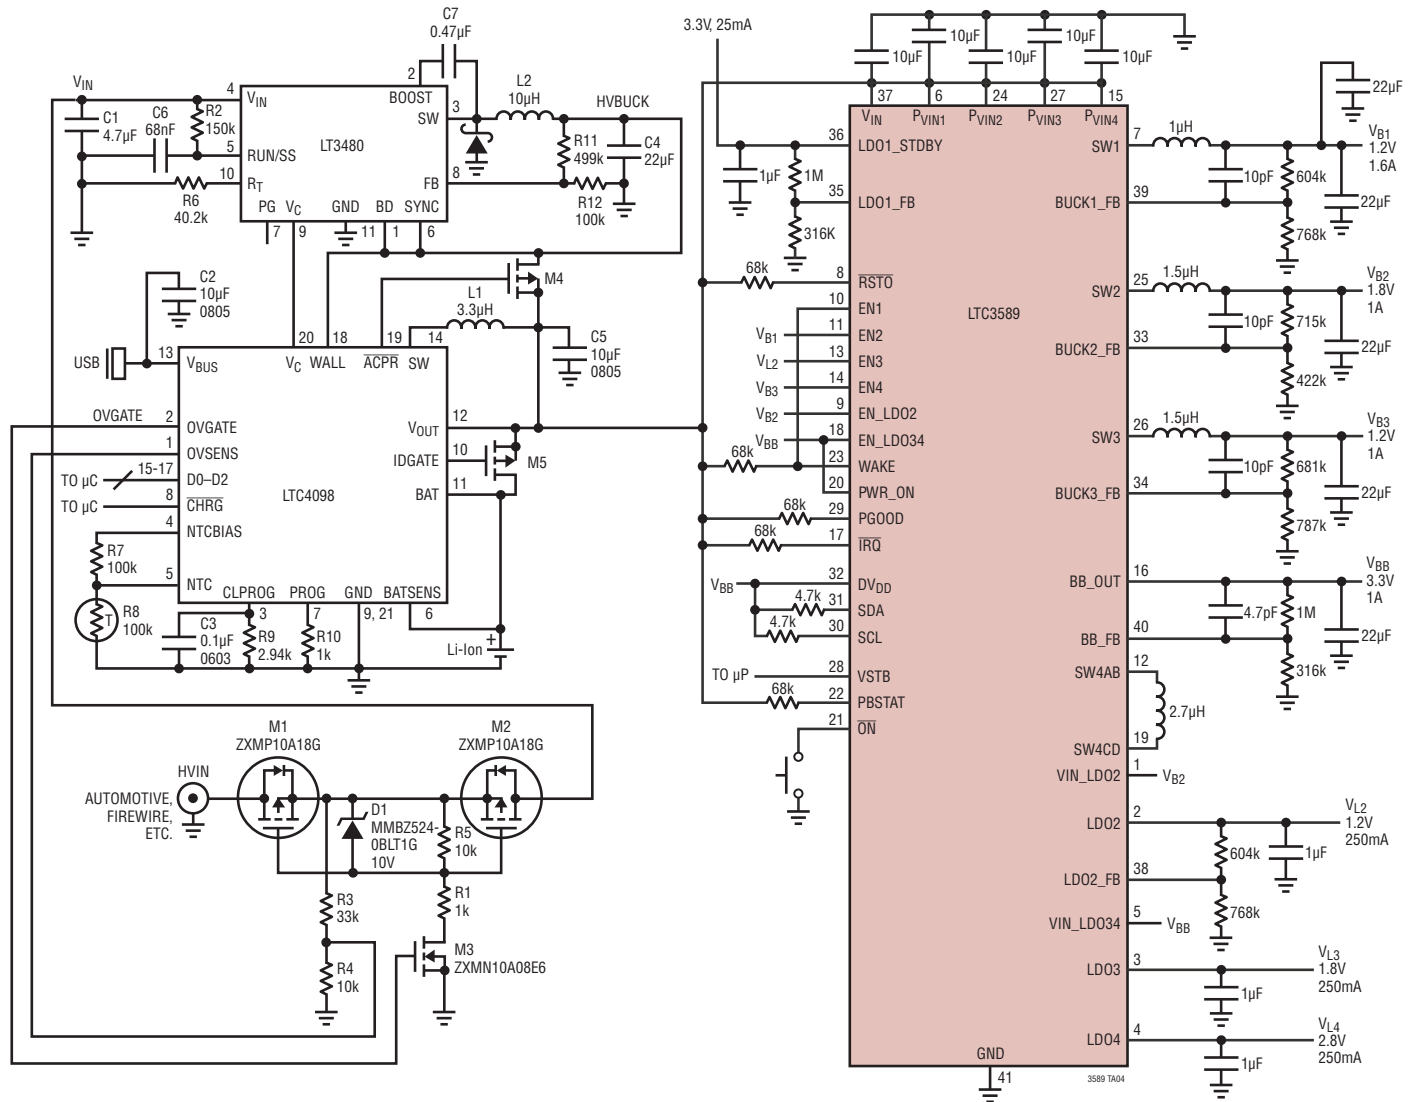 C7
0.47µF
VIN
4
VIN
C1
4.7µF
C6
68nF
R2
150k
5
RUN/SS
10
RT
R6
40.2k
LT3480
2
BOOST
3
SW
L2
10µH
HVBUCK
R11
499k
C4
22µF
8
FB
R12
100k
PG
VC
GND
BD
SYNC
7
9
11
1
6
C2
10µF
0805
M4
L1
3.3µH
C5
10µF
0805
20
18
19
14
USB
13
VBUS
VC
WALL
ACPR
SW
OVGATE
2
OVGATE
1
OVSENS
TO µC
15-17
D0–D2
TO µC
8
CHRG
4
NTCBIAS
R7
100k
5
NTC
T
R8
100k
LTC4098
12
VOUT
10
IDGATE
M5
11
BAT
CLPROG
PROG
GND
BATSENS
3
7
9, 21
6
C3
0.1µF
0603
R9
2.94k
R10
1k
Li-Ion
+
M1
ZXMP10A18G
M2
ZXMP10A18G
HVIN
AUTOMOTIVE,
FIREWIRE,
ETC.
D1
MMBZ524-
0BLT1G
10V
R5
10k
R3
33k
R1
1k
R4
10k
M3
ZXMN10A08E6
3.3V, 25mA
10µF
10µF
10µF
10µF
10µF
37
6
24
27
15
VIN
PVIN1
PVIN2
PVIN3
PVIN4
LTC3589
36
LDO1_STDBY
1µF
1M
35
LDO1_FB
316K
68k
8
RSTO
10
EN1
VB1
11
EN2
VL2
13
EN3
VB3
14
EN4
VB2
9
EN_LDO2
VBB
18
EN_LDO34
68k
23
WAKE
20
PWR_ON
68k
29
PGOOD
68k
17
IRQ
VBB
32
DVDD
4.7k
31
SDA
4.7k
30
SCL
TO µP
28
VSTB
68k
22
PBSTAT
21
ON
GND
41
3589 TA04
22µF
SW1
7
1µH
VB1
1.2V
1.6A
10pF
604k
22µF
BUCK1_FB
39
768k
SW2
25
1.5µH
VB2
1.8V
1A
10pF
715k
22µF
BUCK2_FB
33
422k
SW3
26
1.5µH
VB3
1.2V
1A
10pF
681k
22µF
BUCK3_FB
34
787k
BB_OUT
16
VBB
3.3V
1A
4.7pF
1M
22µF
BB_FB
40
316k
SW4AB
12
2.7µH
SW4CD
19
VIN_LDO2
1
VB2
LDO2
2
VL2
1.2V
250mA
604k
1µF
LDO2_FB
38
768k
VIN_LDO34
5
VBB
LDO3
3
VL3
1.8V
250mA
1µF
LDO4
4
VL4
2.8V
250mA
1µF